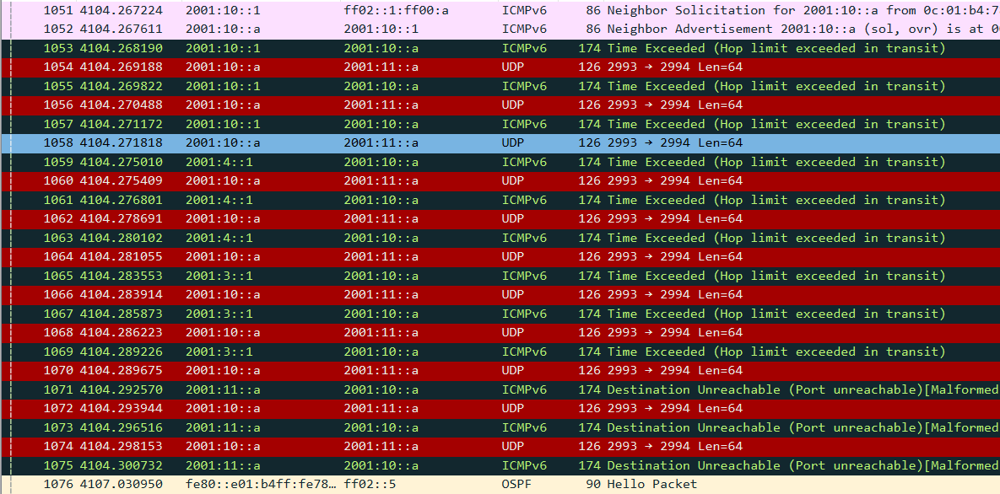 1051 4104.267224 2001:10::1 ff02::1:ff00:a ICMPv6 86 Neighbor Solicitation for 2001:10::a from 0c:01:b4:7
1052 4104.267611 2001:10::a 2001:10::1 ICMPv6 86 Neighbor Advertisement 2001:10::a (sol, ovr) is at 0
1053 4104.268190 2001:10::1 2001:10::a ICMPv6 174 Time Exceeded (Hop limit exceeded in transit)
1054 4104.269188 2001:10::a 2001:11::a UDP 126 2993 → 2994 Len=64
1055 4104.269822 2001:10::1 2001:10::a ICMPv6 174 Time Exceeded (Hop limit exceeded in transit)
1056 4104.270488 2001:10::a 2001:11::a UDP 126 2993 → 2994 Len=64
1057 4104.271172 2001:10::1 2001:10::a ICMPv6 174 Time Exceeded (Hop limit exceeded in transit)
1058 4104.271818 2001:10::a 2001:11::a UDP 126 2993 → 2994 Len=64
1059 4104.275010 2001:4::1 2001:10::a ICMPv6 174 Time Exceeded (Hop limit exceeded in transit)
1060 4104.275409 2001:10::a 2001:11::a UDP 126 2993 → 2994 Len=64
1061 4104.276801 2001:4::1 2001:10::a ICMPv6 174 Time Exceeded (Hop limit exceeded in transit)
1062 4104.278691 2001:10::a 2001:11::a UDP 126 2993 → 2994 Len=64
1063 4104.280102 2001:4::1 2001:10::a ICMPv6 174 Time Exceeded (Hop limit exceeded in transit)
1064 4104.281055 2001:10::a 2001:11::a UDP 126 2993 → 2994 Len=64
1065 4104.283553 2001:3::1 2001:10::a ICMPv6 174 Time Exceeded (Hop limit exceeded in transit)
1066 4104.283914 2001:10::a 2001:11::a UDP 126 2993 → 2994 Len=64
1067 4104.285873 2001:3::1 2001:10::a ICMPv6 174 Time Exceeded (Hop limit exceeded in transit)
1068 4104.286223 2001:10::a 2001:11::a UDP 126 2993 → 2994 Len=64
1069 4104.289226 2001:3::1 2001:10::a ICMPv6 174 Time Exceeded (Hop limit exceeded in transit)
1070 4104.289675 2001:10::a 2001:11::a UDP 126 2993 → 2994 Len=64
1071 4104.292570 2001:11::a 2001:10::a ICMPv6 174 Destination Unreachable (Port unreachable)[Malformed
1072 4104.293944 2001:10::a 2001:11::a UDP 126 2993 → 2994 Len=64
1073 4104.296516 2001:11::a 2001:10::a ICMPv6 174 Destination Unreachable (Port unreachable)[Malformed
1074 4104.298153 2001:10::a 2001:11::a UDP 126 2993 → 2994 Len=64
1075 4104.300732 2001:11::a 2001:10::a ICMPv6 174 Destination Unreachable (Port unreachable)[Malformed
1076 4107.030950 fe80::e01:b4ff:fe78… ff02::5 OSPF 90 Hello Packet